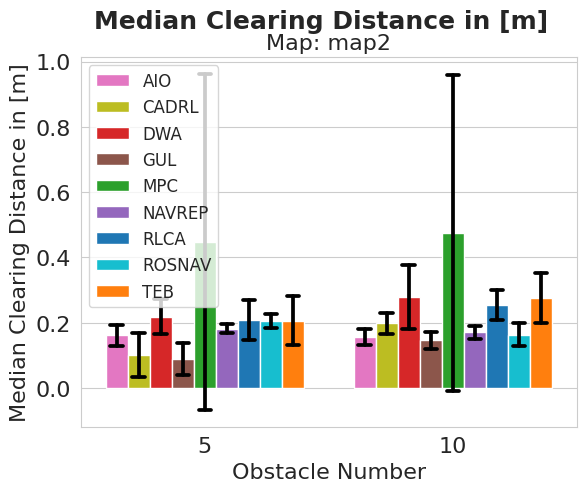 Median Clearing Distance in [m]
Map: map2
Median Clearing Distance in [m]
1.0
0.8
0.6
0.4
0.2
0.0
AIO
CADRL
DWA
GUL
MPC
NAVREP
RLCA
ROSNAV
TEB
5
10
Obstacle Number